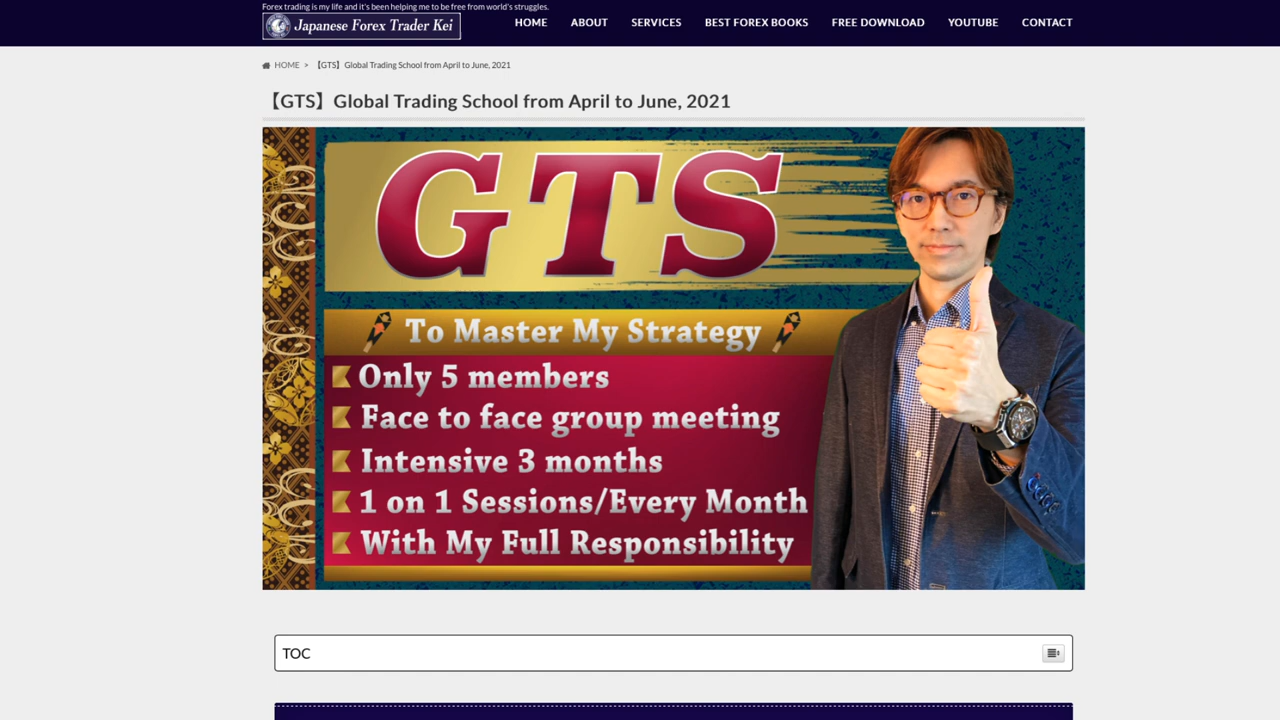 Forex trading is my life and it's been helping me to be free from world's struggles.
Japanese Forex Trader Kei
HOME ABOUT SERVICES BEST FOREX BOOKS FREE DOWNLOAD YOUTUBE CONTACT
HOME > 【GTS】Global Trading School from April to June, 2021
【GTS】Global Trading School from April to June, 2021
GTS
To Master My Strategy
Only 5 members
Face to face group meeting
Intensive 3 months
1 on 1 Sessions/Every Month
With My Full Responsibility
TOC